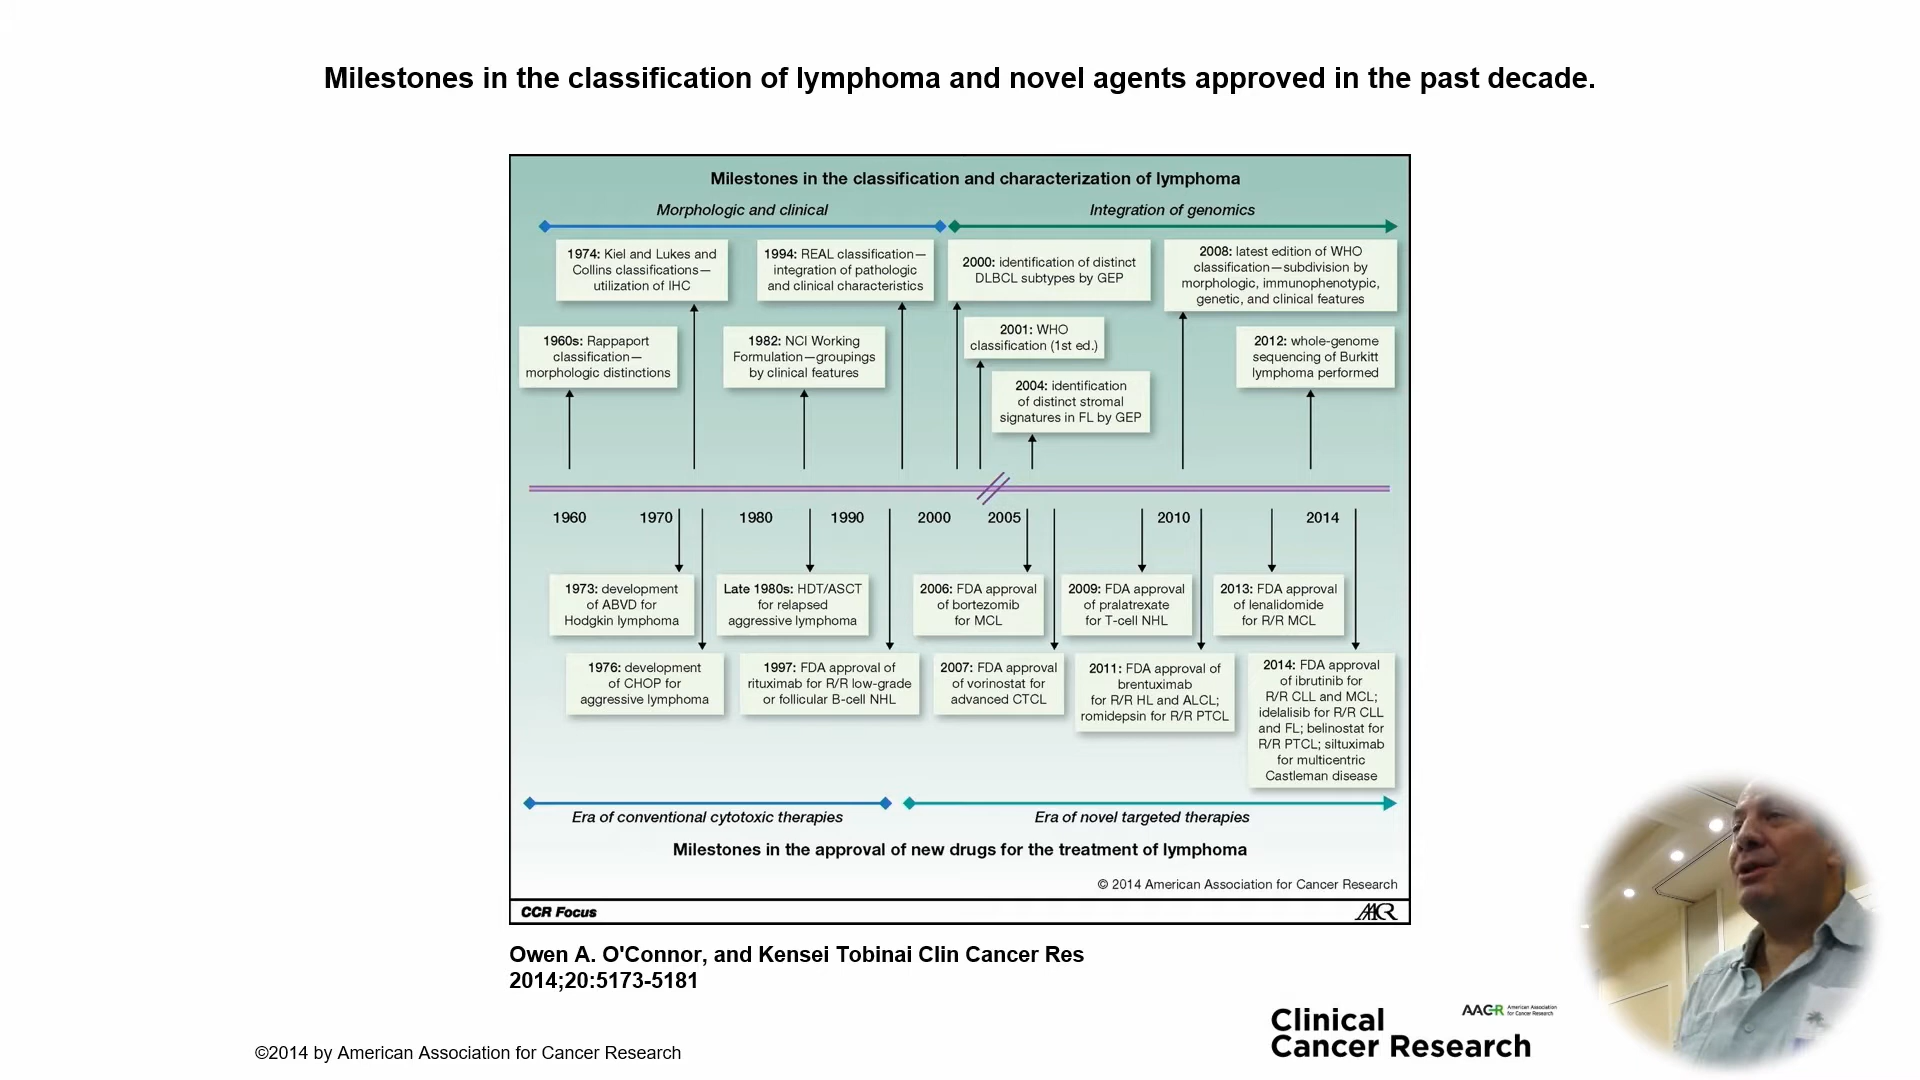 Milestones in the classification of lymphoma and novel agents approved in the past decade.
Milestones in the classification and characterization of lymphoma
Morphologic and clinical
Integration of genomics
1974: Kiel and Lukes and
Collins classifications—
utilization of IHC
1994: REAL classification—
integration of pathologic
and clinical characteristics
2000: identification of distinct
DLBCL subtypes by GEP
2008: latest edition of WHO
classification—subdivision by
morphologic, immunophenotypic,
genetic, and clinical features
1960s: Rappaport
classification—
morphologic distinctions
1982: NCI Working
Formulation—groupings
by clinical features
2001: WHO
classification (1st ed.)
2004: identification
of distinct stromal
signatures in FL by GEP
2012: whole-genome
sequencing of Burkitt
lymphoma performed
1960 1970 1980 1990 2000 2005 2010 2014
1973: development
of ABVD for
Hodgkin lymphoma
Late 1980s: HDT/ASCT
for relapsed
aggressive lymphoma
2006: FDA approval
of bortezomib
for MCL
2009: FDA approval
of pralatrexate
for T-cell NHL
2013: FDA approval
of lenalidomide
for R/R MCL
1976: development
of CHOP for
aggressive lymphoma
1997: FDA approval of
rituximab for R/R low-grade
or follicular B-cell NHL
2007: FDA approval
of vorinostat for
advanced CTCL
2011: FDA approval of
brentuximab
for R/R HL and ALCL;
romidepsin for R/R PTCL
2014: FDA approval
of ibrutinib for
R/R CLL and MCL;
idelalisib for R/R CLL
and FL; belinostat for
R/R PTCL; siltuximab
for multicentric
Castleman disease
Era of conventional cytotoxic therapies
Era of novel targeted therapies
Milestones in the approval of new drugs for the treatment of lymphoma
© 2014 American Association for Cancer Research
CCR Focus
AACR
Owen A. O'Connor, and Kensei Tobinai Clin Cancer Res
2014;20:5173-5181
Clinical
Cancer Research
AACR American Association
for Cancer Research
©2014 by American Association for Cancer Research